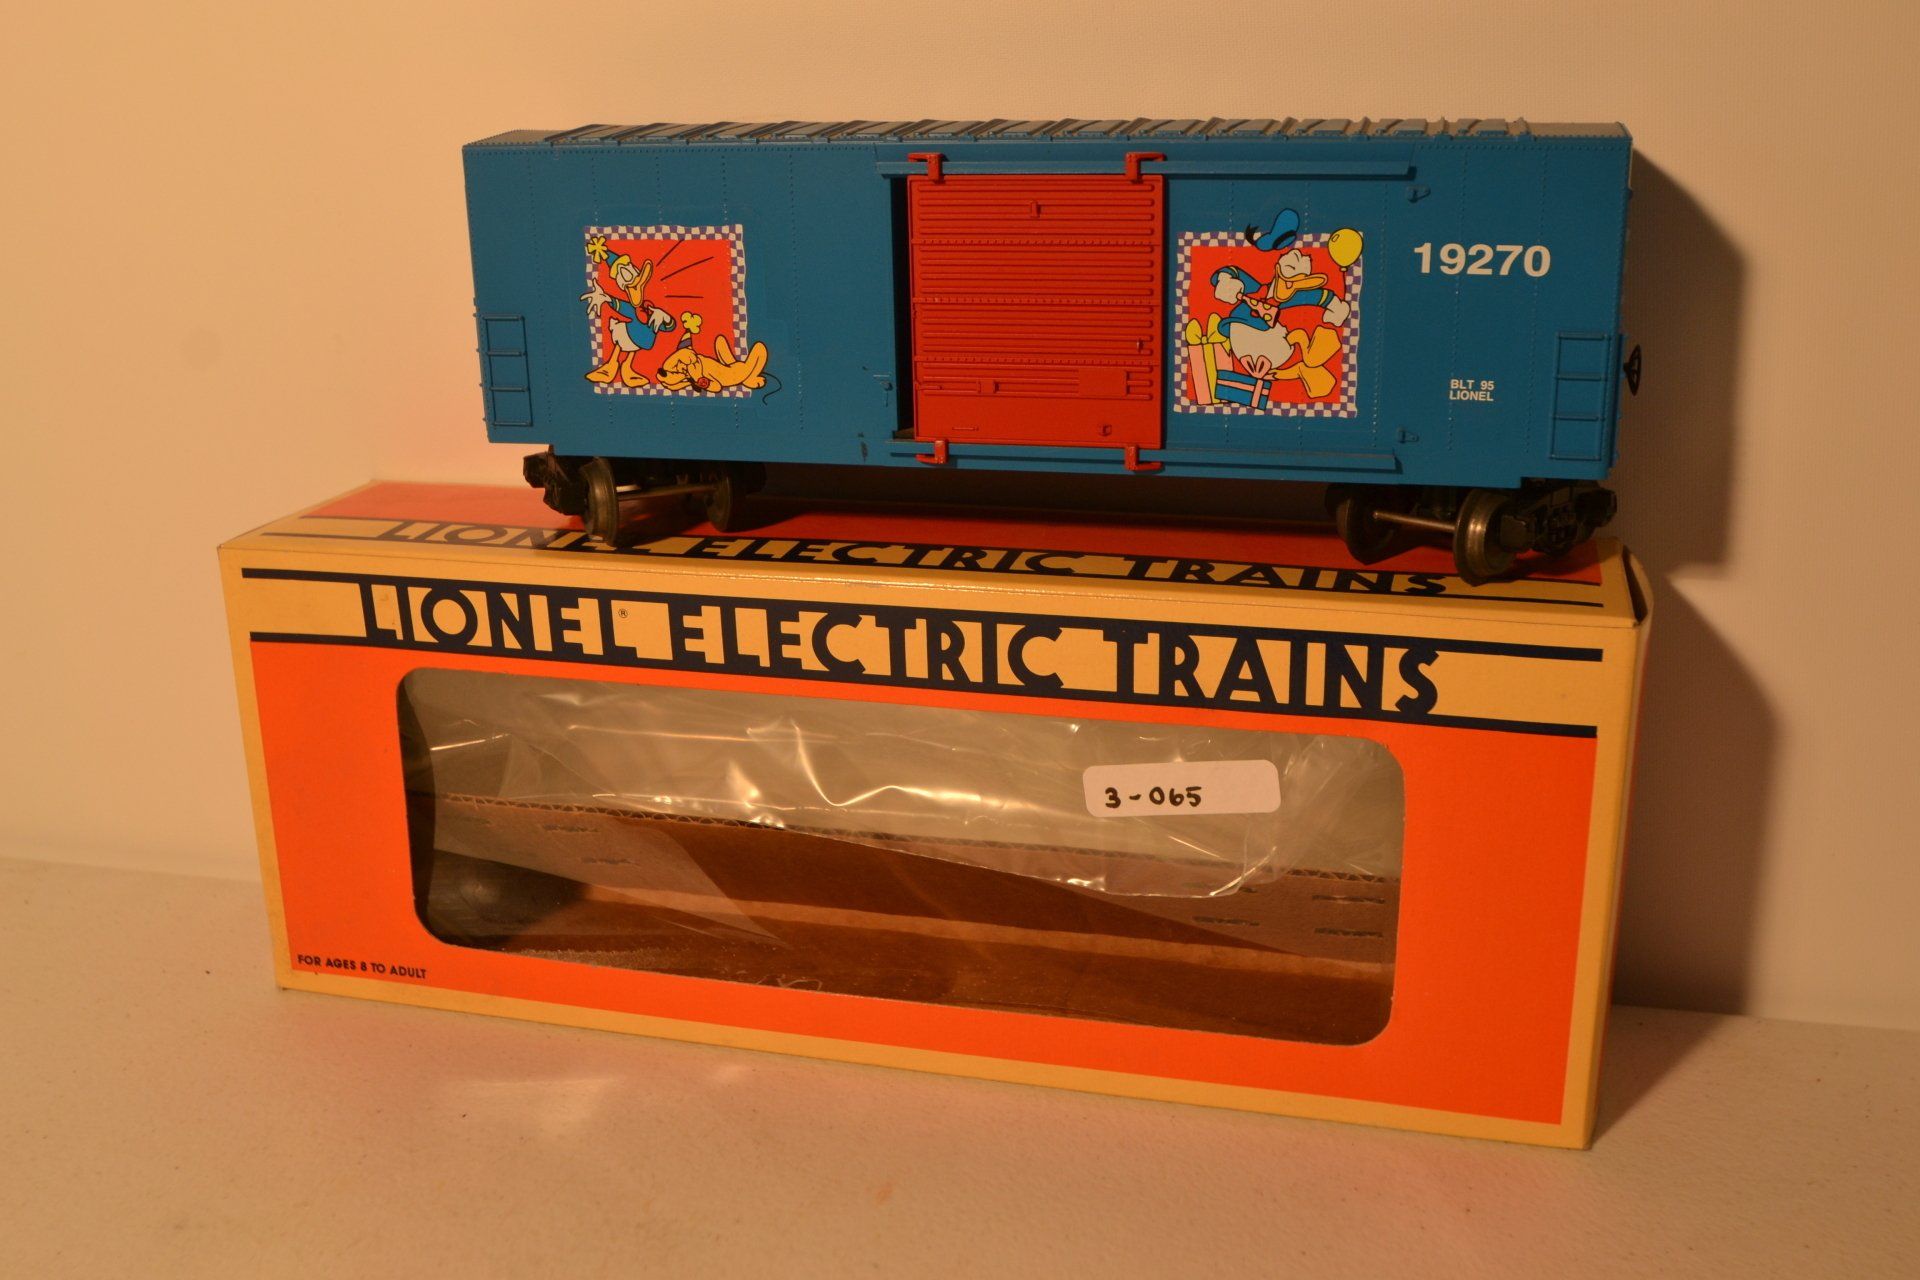 19270
BLT 95
LIONEL
LIONEL ELECTRIC TRAINS
LIONEL® ELECTRIC TRAINS
3-065
FOR AGES 8 TO ADULT